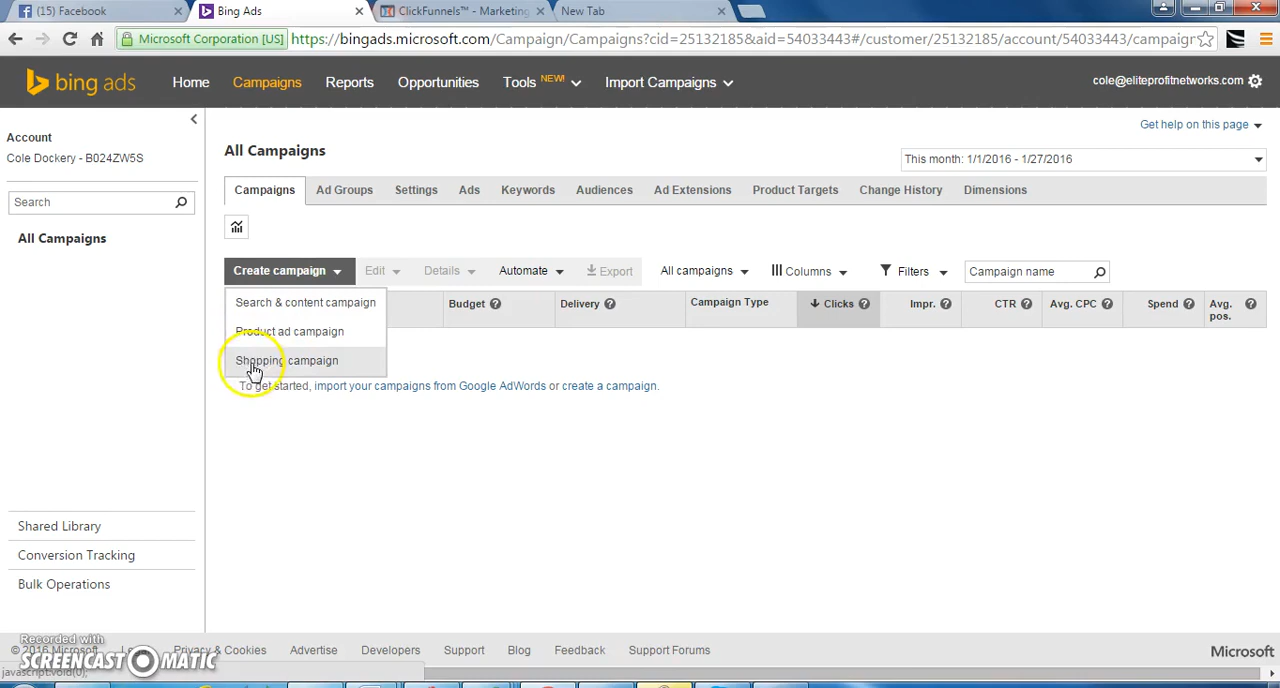 (15) Facebook
Bing Ads
ClickFunnels™ - Marketing
New Tab
Microsoft Corporation [US]
https://bingads.microsoft.com/Campaign/Campaigns?cid=25132185&aid=54033443#/customer/25132185/account/54033443/campaign
bing ads
Home
Campaigns
Reports
Opportunities
Tools NEW!
Import Campaigns
cole@eliteprofitnetworks.com
Get help on this page
Account
Cole Dockery - B024ZW5S
Search
All Campaigns
All Campaigns
This month: 1/1/2016 - 1/27/2016
Campaigns
Ad Groups
Settings
Ads
Keywords
Audiences
Ad Extensions
Product Targets
Change History
Dimensions
Create campaign
Edit
Details
Automate
Export
All campaigns
Columns
Filters
Campaign name
Search & content campaign
Product ad campaign
Shopping campaign
Budget
Delivery
Campaign Type
Clicks
Impr.
CTR
Avg. CPC
Spend
Avg. pos.
To get started, import your campaigns from Google AdWords or create a campaign.
Shared Library
Conversion Tracking
Bulk Operations
© 2016 Microsoft
Privacy & Cookies
Advertise
Developers
Support
Blog
Feedback
Support Forums
Microsoft
Recorded with
SCREENCAST MATIC
javascript:void(0);